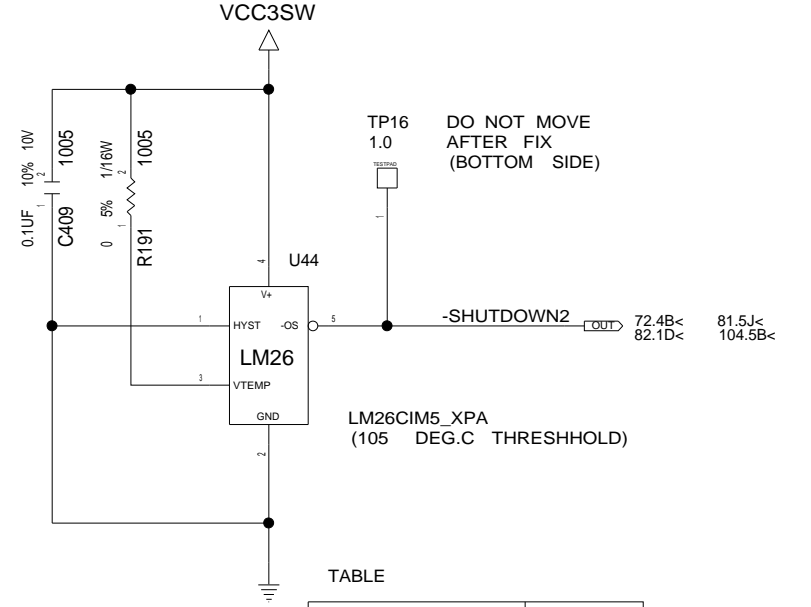 VCC3SW
TP16 DO NOT MOVE
1.0 AFTER FIX
(BOTTOM SIDE)
TESTPAD
1
0.1UF 10% 10V
2
1
C409 1005
0 5% 1/16W
2
1
R191 1005
4
U44
V+
1
HYST
-OS
5
-SHUTDOWN2
OUT
72.4B< 81.5J<
82.1D< 104.5B<
LM26
3
VTEMP
GND
2
LM26CIM5_XPA
(105 DEG.C THRESHHOLD)
TABLE